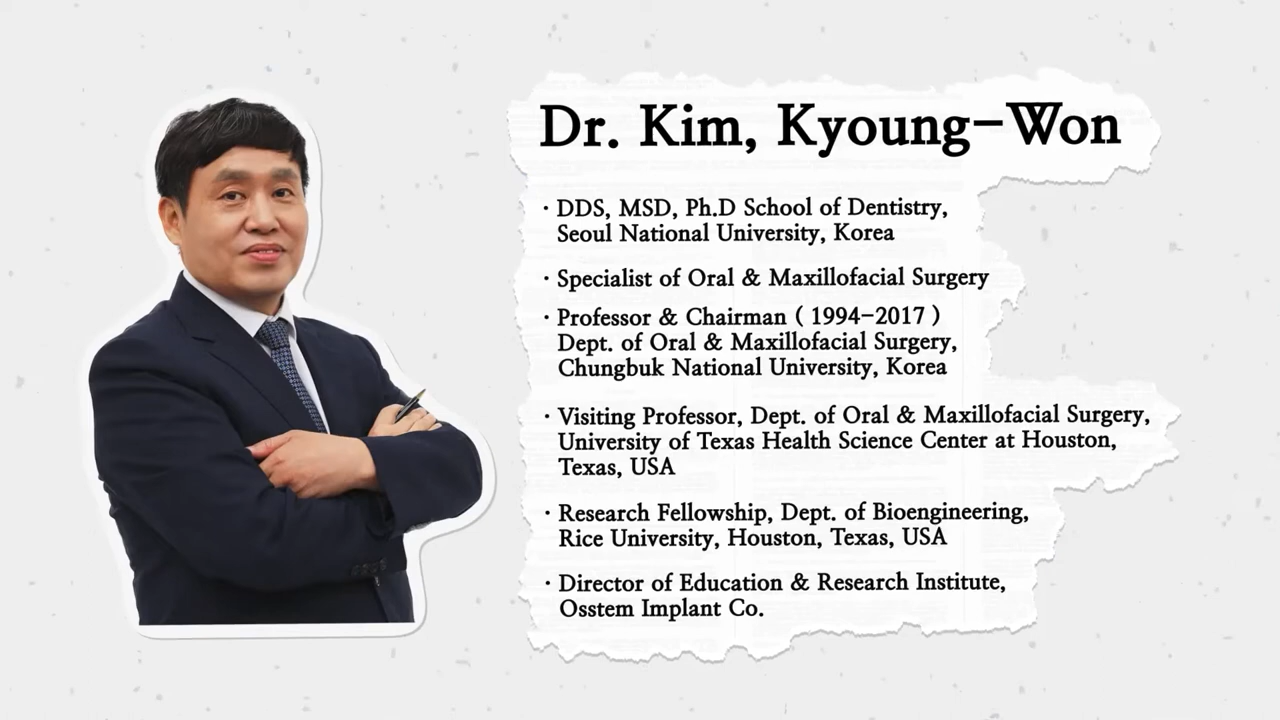 Dr. Kim, Kyoung-Won
· DDS, MSD, Ph.D School of Dentistry,
Seoul National University, Korea
· Specialist of Oral & Maxillofacial Surgery
· Professor & Chairman ( 1994-2017 )
Dept. of Oral & Maxillofacial Surgery,
Chungbuk National University, Korea
· Visiting Professor, Dept. of Oral & Maxillofacial Surgery,
University of Texas Health Science Center at Houston,
Texas, USA
· Research Fellowship, Dept. of Bioengineering,
Rice University, Houston, Texas, USA
· Director of Education & Research Institute,
Osstem Implant Co.